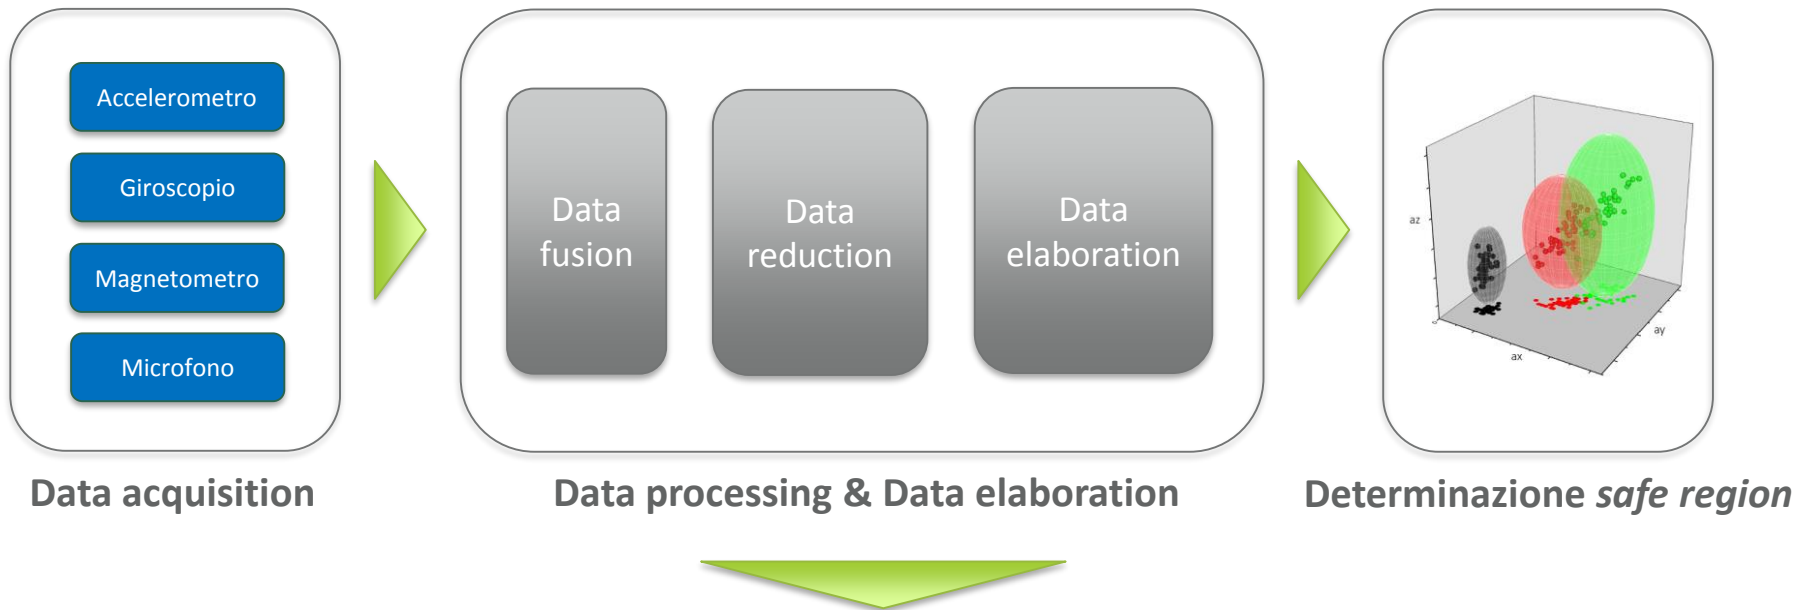 Accelerometro
Giroscopio
Magnetometro
Microfono
Data acquisition
Data
fusion
Data
reduction
Data
elaboration
Data processing & Data elaboration
az
ax
ay
Determinazione safe region